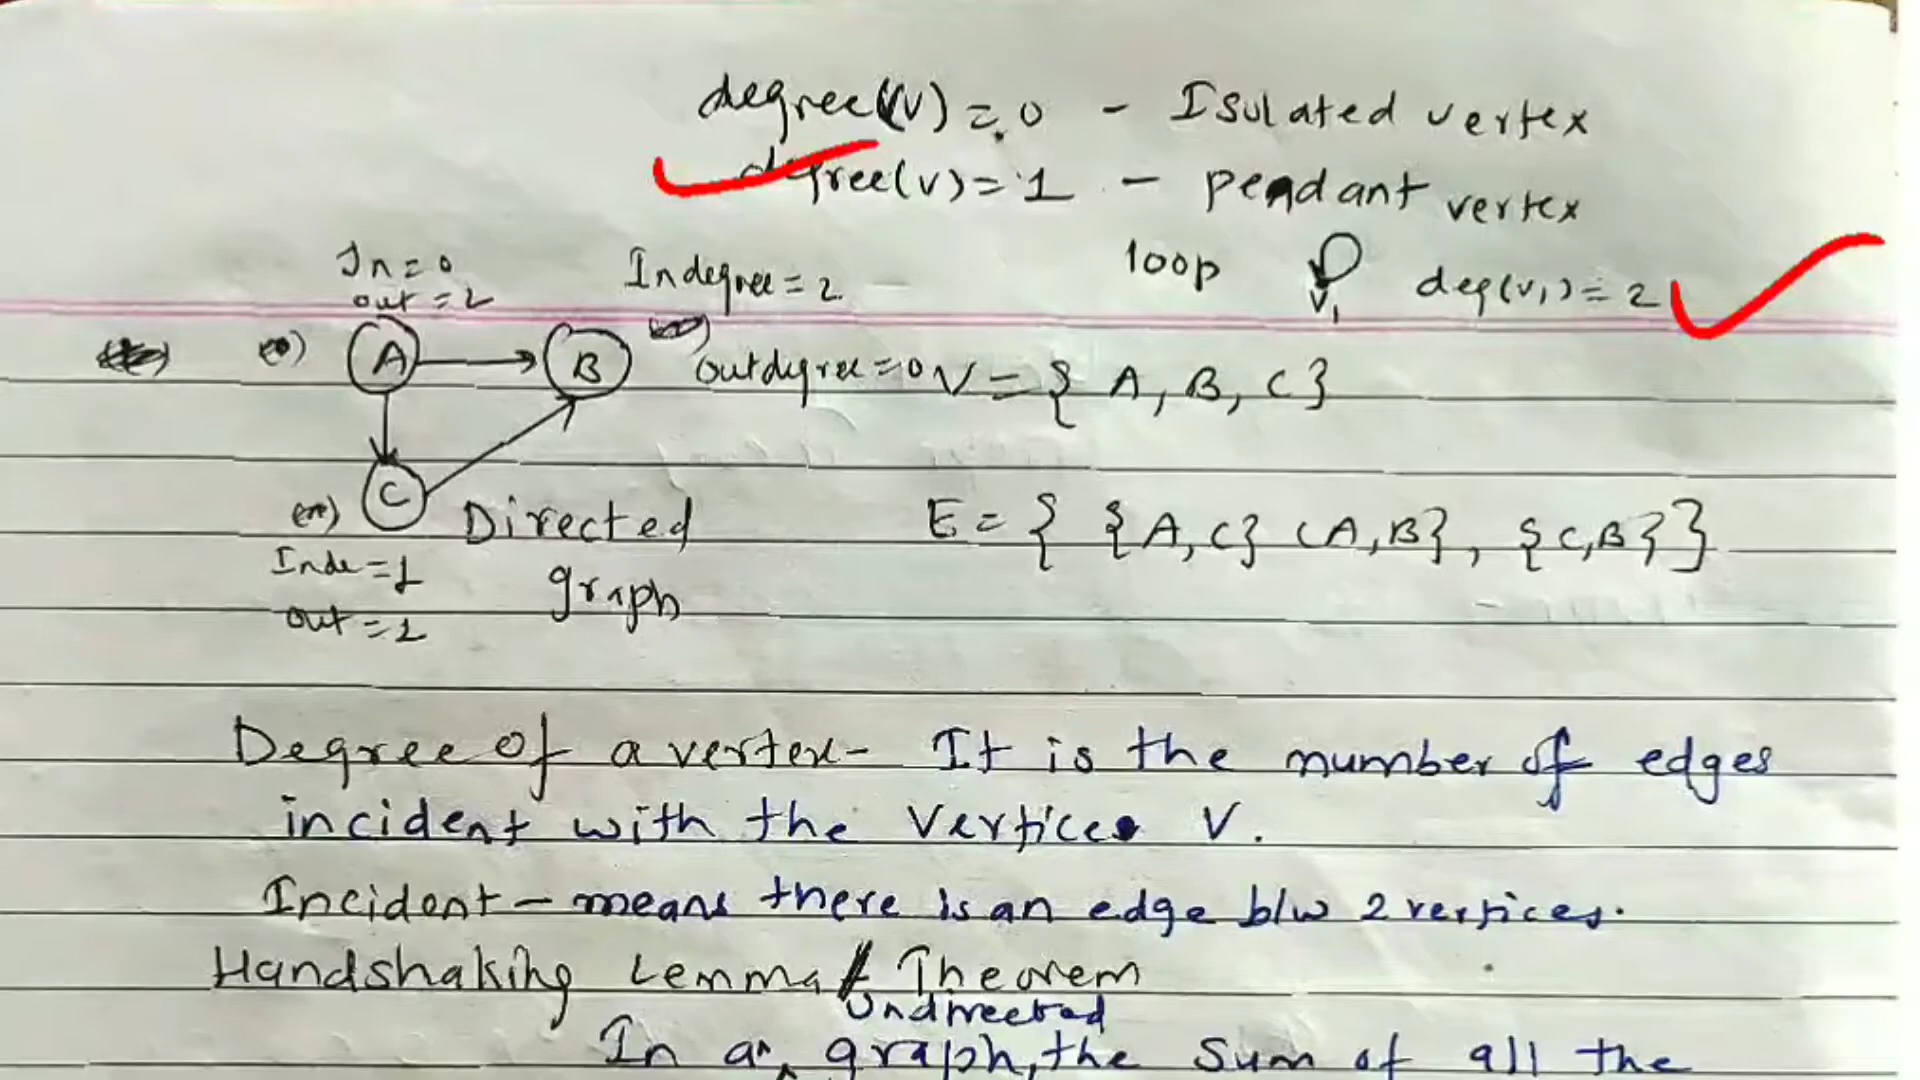 degree(v) = 0 - Isulated vertex
degree(v) = 1 - pendant vertex
loop V1 deg(v1) = 2
In = 0
out = 2
Indegree = 2
outdegree = 0
A B
C
V = { A, B, C}
E = { {A, C} (A, B}, {C, B} }
Directed
graph
Inde = 1
out = 1
Degree of a vertex - It is the number of edges
incident with the vertices V.
Incident - means there is an edge b/w 2 vertices.
Handshaking Lemma / Theorem
Undirected
In a graph, the sum of all the